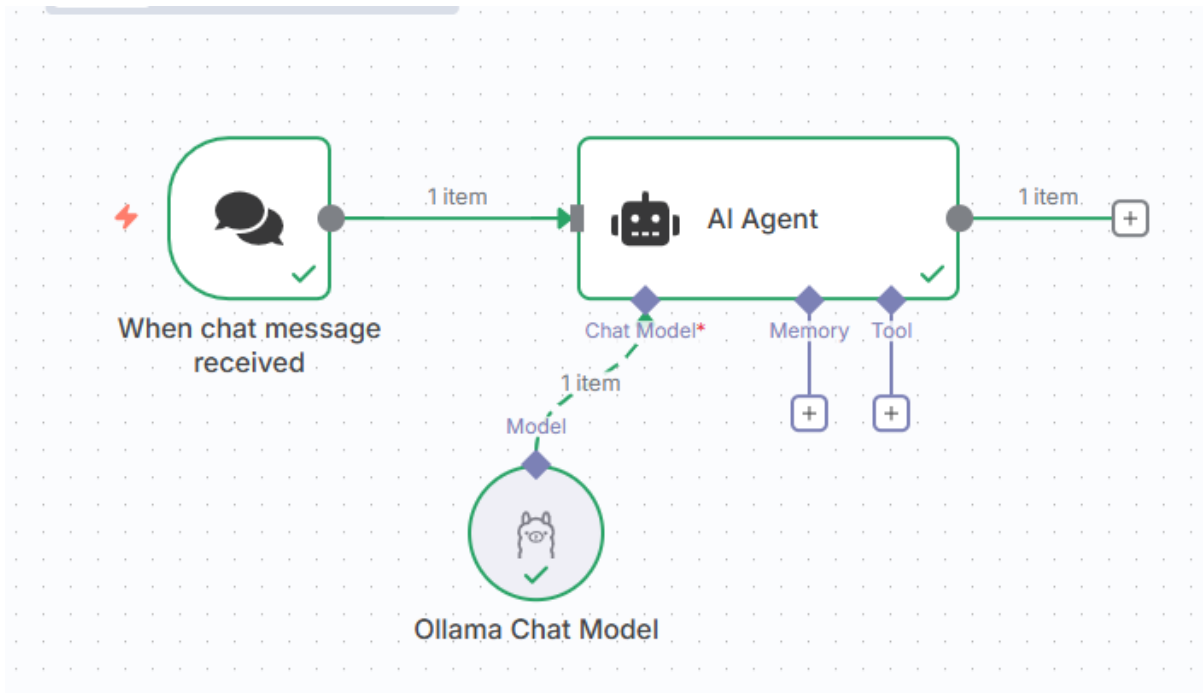 1 item
AI Agent
1 item
When chat message
received
Chat Model*
Memory
Tool
1 item
Model
Ollama Chat Model